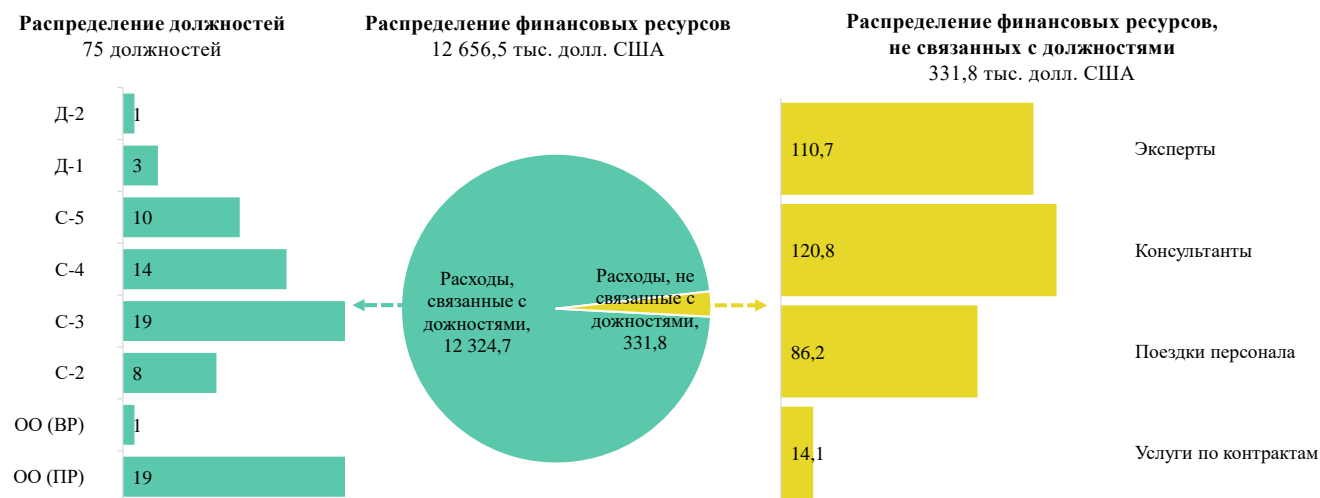 Распределение должностей
75 должностей
Д-2
1
Д-1
3
С-5
10
С-4
14
С-3
19
С-2
8
ОО (ВР)
1
ОО (ПР)
19
Распределение финансовых ресурсов
12 656,5 тыс. долл. США
Расходы,
связанные с
дожностями,
12 324,7
Расходы, не
связанные с
дожностями,
331,8
Распределение финансовых ресурсов,
не связанных с должностями
331,8 тыс. долл. США
110,7
Эксперты
120,8
Консультанты
86,2
Поездки персонала
14,1
Услуги по контрактам